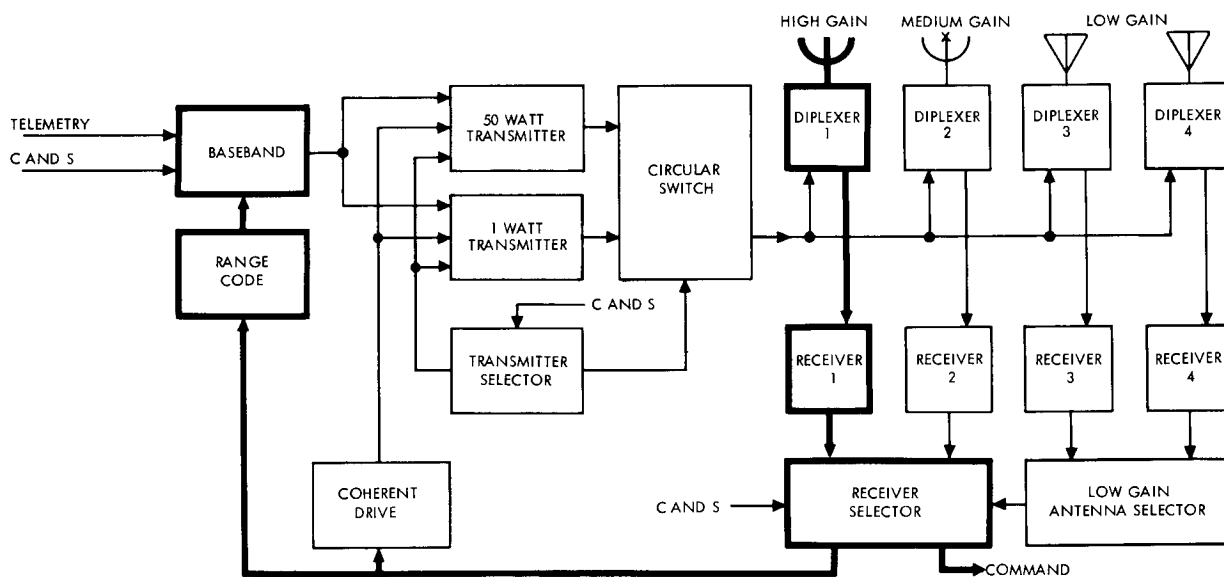 HIGH GAIN
MEDIUM GAIN
LOW GAIN
TELEMETRY
C AND S
BASEBAND
50 WATT
TRANSMITTER
CIRCULAR
SWITCH
DIPLEXER
1
DIPLEXER
2
DIPLEXER
3
DIPLEXER
4
RANGE
CODE
1 WATT
TRANSMITTER
C AND S
TRANSMITTER
SELECTOR
RECEIVER
1
RECEIVER
2
RECEIVER
3
RECEIVER
4
COHERENT
DRIVE
C AND S
RECEIVER
SELECTOR
LOW GAIN
ANTENNA SELECTOR
COMMAND